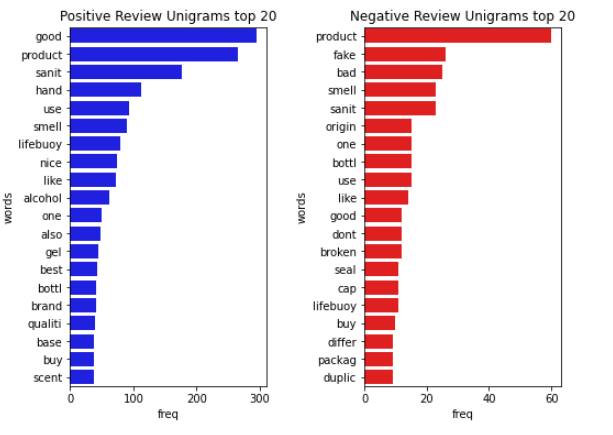 Positive Review Unigrams top 20
good
product
sanit
hand
use
smell
lifebuoy
nice
like
alcohol
one
also
gel
best
bottl
brand
qualiti
base
buy
scent
words
0 100 200 300
freq
Negative Review Unigrams top 20
product
fake
bad
smell
sanit
origin
one
bottl
use
like
good
dont
broken
seal
cap
lifebuoy
buy
differ
packag
duplic
words
0 20 40 60
freq